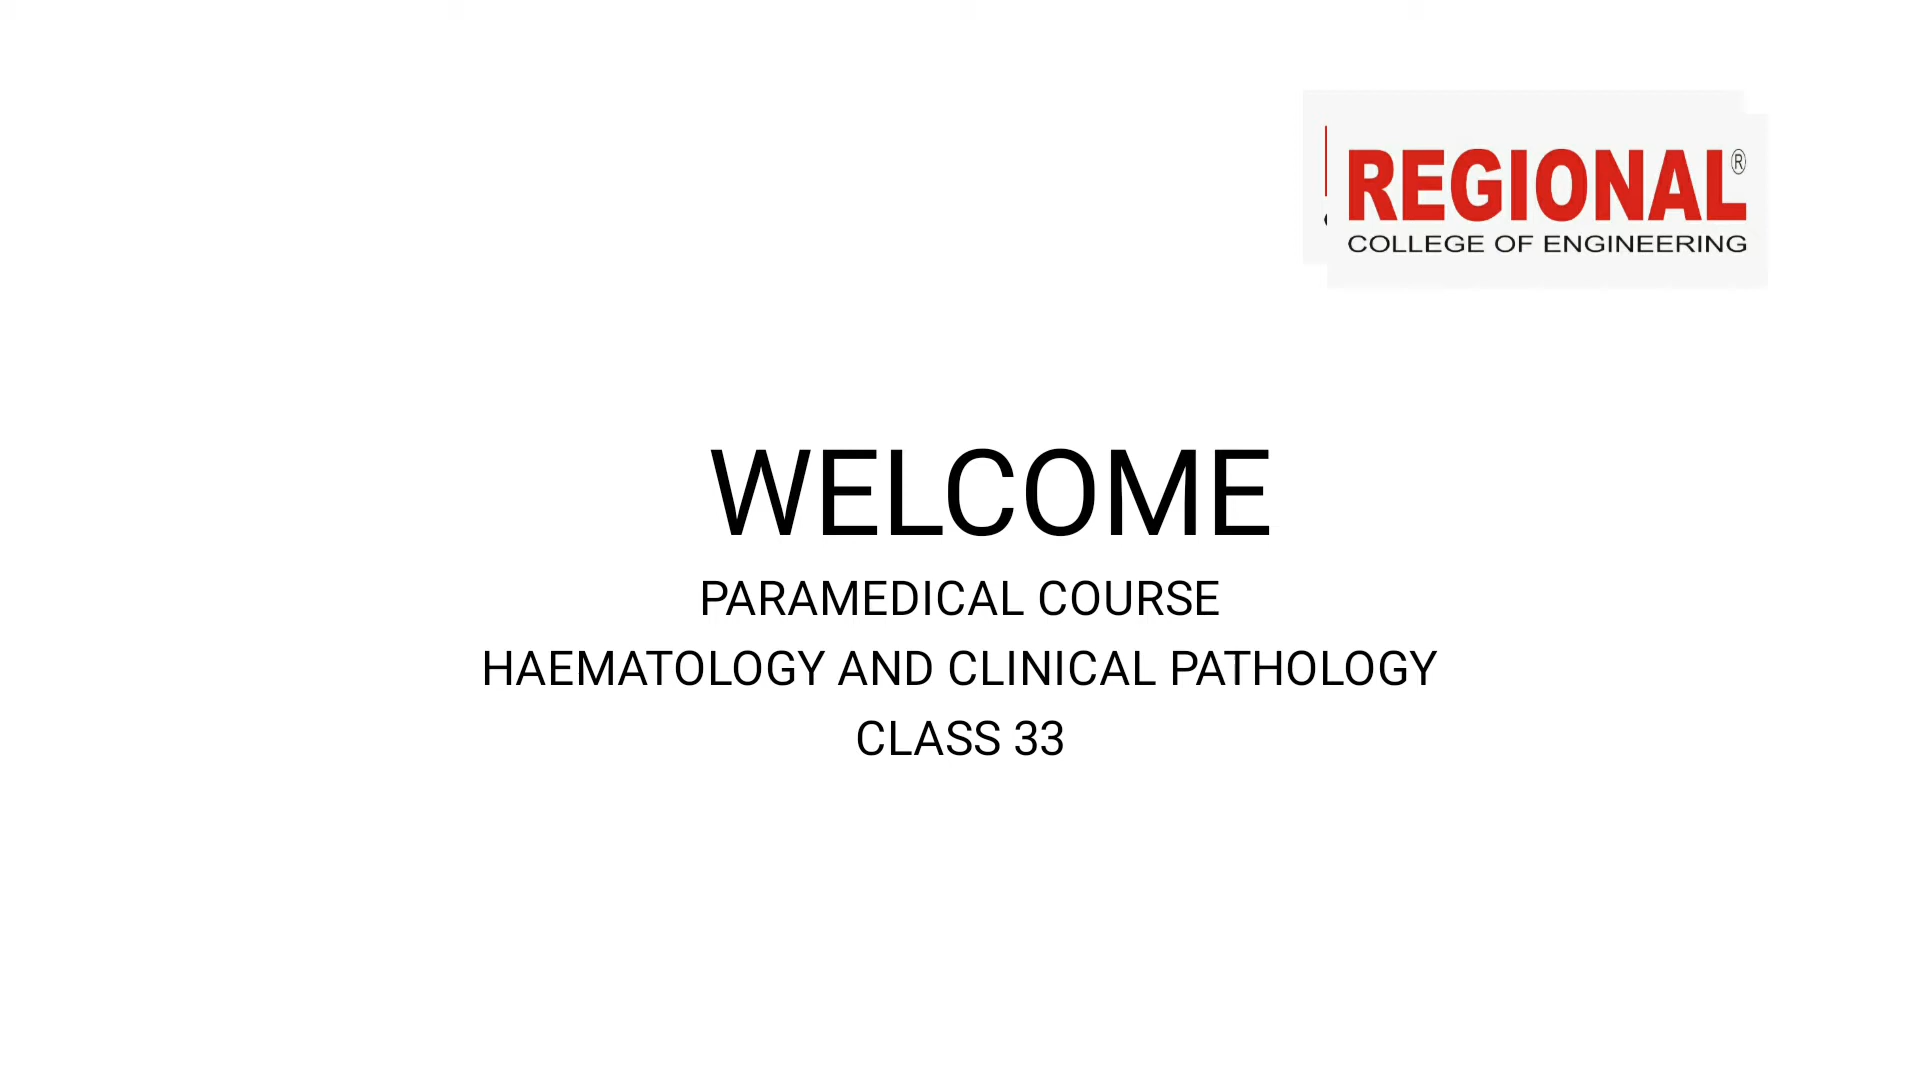 REGIONAL®
COLLEGE OF ENGINEERING
WELCOME
PARAMEDICAL COURSE
HAEMATOLOGY AND CLINICAL PATHOLOGY
CLASS 33